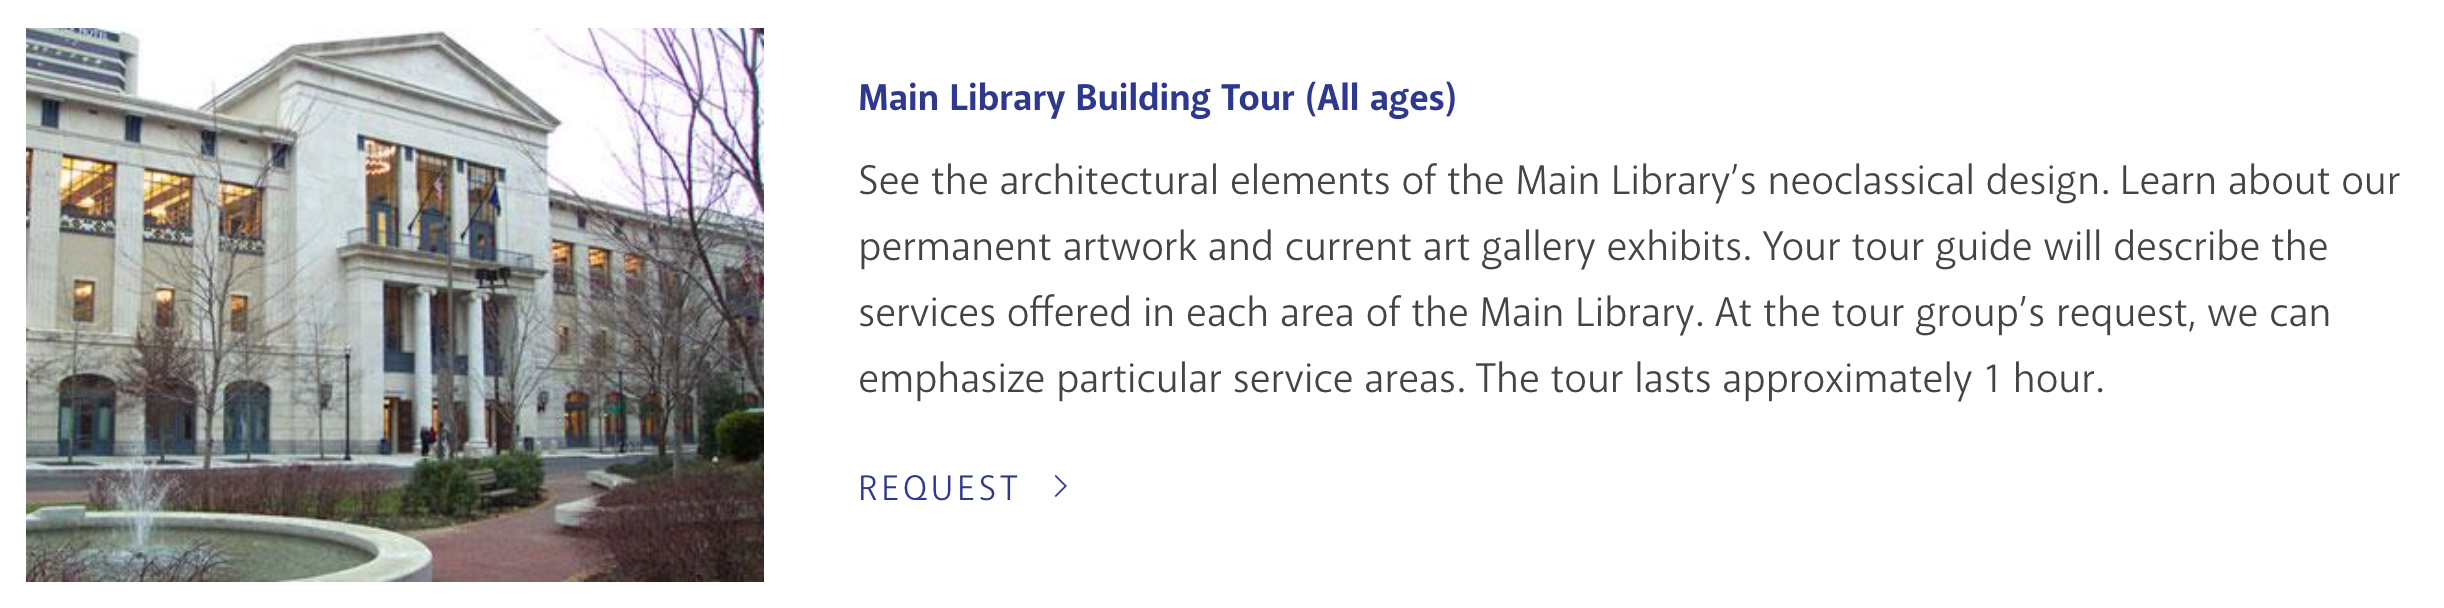 HOTEL
Main Library Building Tour (All ages)
See the architectural elements of the Main Library’s neoclassical design. Learn about our
permanent artwork and current art gallery exhibits. Your tour guide will describe the
services offered in each area of the Main Library. At the tour group’s request, we can
emphasize particular service areas. The tour lasts approximately 1 hour.
REQUEST >